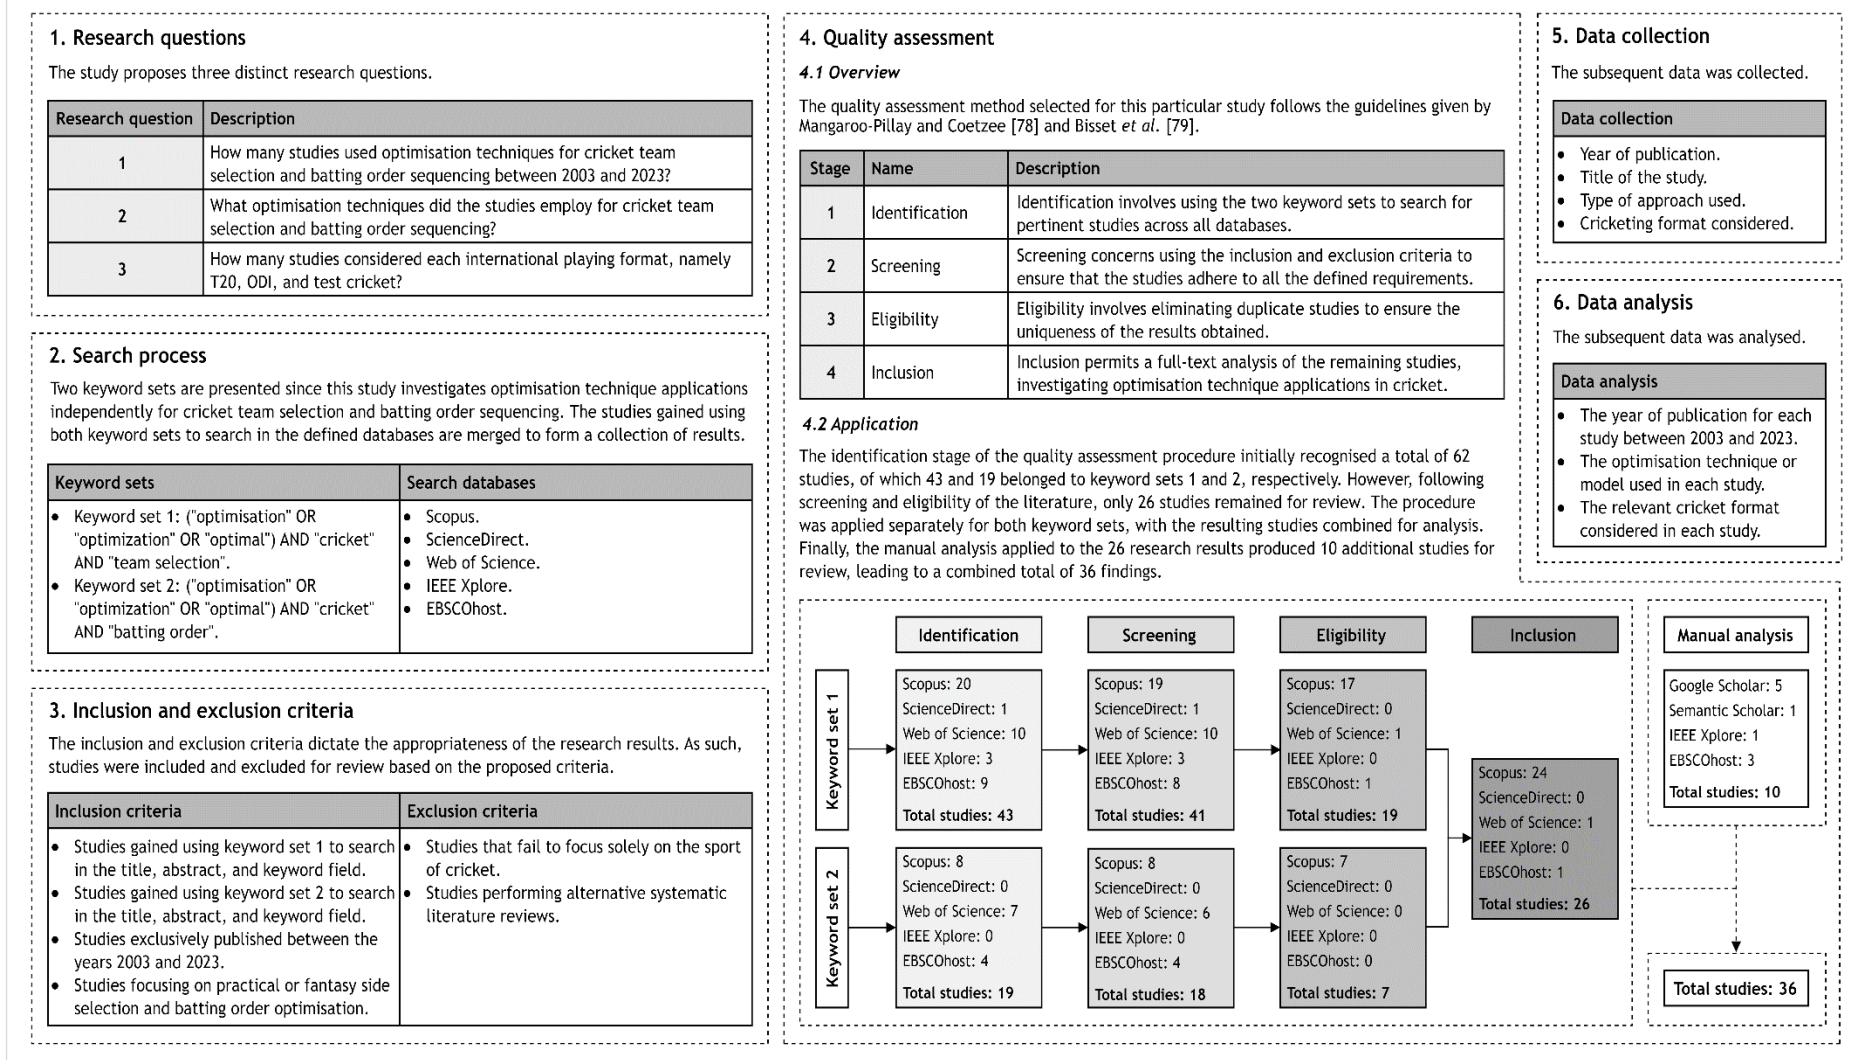 1. Research questions
The study proposes three distinct research questions.
Research question Description
1
How many studies used optimisation techniques for cricket team
selection and batting order sequencing between 2003 and 2023?
2
What optimisation techniques did the studies employ for cricket team
selection and batting order sequencing?
3
How many studies considered each international playing format, namely
T20, ODI, and test cricket?
2. Search process
Two keyword sets are presented since this study investigates optimisation technique applications
independently for cricket team selection and batting order sequencing. The studies gained using
both keyword sets to search in the defined databases are merged to form a collection of results.
Keyword sets
• Keyword set 1: ("optimisation" OR
"optimization" OR "optimal") AND "cricket"
AND "team selection".
• Keyword set 2: ("optimisation" OR
"optimization" OR "optimal") AND "cricket"
AND "batting order".
Search databases
• Scopus.
• ScienceDirect.
• Web of Science.
• IEEE Xplore.
• EBSCOhost.
3. Inclusion and exclusion criteria
The inclusion and exclusion criteria dictate the appropriateness of the research results. As such,
studies were included and excluded for review based on the proposed criteria.
Inclusion criteria
• Studies gained using keyword set 1 to search
in the title, abstract, and keyword field.
• Studies gained using keyword set 2 to search
in the title, abstract, and keyword field.
• Studies exclusively published between the
years 2003 and 2023.
• Studies focusing on practical or fantasy side
selection and batting order optimisation.
Exclusion criteria
• Studies that fail to focus solely on the sport
of cricket.
• Studies performing alternative systematic
literature reviews.
4. Quality assessment
4.1 Overview
The quality assessment method selected for this particular study follows the guidelines given by
Mangaroo-Pillay and Coetzee [78] and Bisset et al. [79].
Stage Name Description
1 Identification
Identification involves using the two keyword sets to search for
pertinent studies across all databases.
2 Screening
Screening concerns using the inclusion and exclusion criteria to
ensure that the studies adhere to all the defined requirements.
3 Eligibility
Eligibility involves eliminating duplicate studies to ensure the
uniqueness of the results obtained.
4 Inclusion
Inclusion permits a full-text analysis of the remaining studies,
investigating optimisation technique applications in cricket.
4.2 Application
The identification stage of the quality assessment procedure initially recognised a total of 62
studies, of which 43 and 19 belonged to keyword sets 1 and 2, respectively. However, following
screening and eligibility of the literature, only 26 studies remained for review. The procedure
was applied separately for both keyword sets, with the resulting studies combined for analysis.
Finally, the manual analysis applied to the 26 research results produced 10 additional studies for
review, leading to a combined total of 36 findings.
Identification
Screening
Eligibility
Inclusion
Manual analysis
Keyword set 1
Scopus: 20
ScienceDirect: 1
Web of Science: 10
IEEE Xplore: 3
EBSCOhost: 9
Total studies: 43
Scopus: 19
ScienceDirect: 1
Web of Science: 10
IEEE Xplore: 3
EBSCOhost: 8
Total studies: 41
Scopus: 17
ScienceDirect: 0
Web of Science: 1
IEEE Xplore: 0
EBSCOhost: 1
Total studies: 19
Keyword set 2
Scopus: 8
ScienceDirect: 0
Web of Science: 7
IEEE Xplore: 0
EBSCOhost: 4
Total studies: 19
Scopus: 8
ScienceDirect: 0
Web of Science: 6
IEEE Xplore: 0
EBSCOhost: 4
Total studies: 18
Scopus: 7
ScienceDirect: 0
Web of Science: 0
IEEE Xplore: 0
EBSCOhost: 0
Total studies: 7
Scopus: 24
ScienceDirect: 0
Web of Science: 1
IEEE Xplore: 0
EBSCOhost: 1
Total studies: 26
Google Scholar: 5
Semantic Scholar: 1
IEEE Xplore: 1
EBSCOhost: 3
Total studies: 10
Total studies: 36
5. Data collection
The subsequent data was collected.
Data collection
• Year of publication.
• Title of the study.
• Type of approach used.
• Cricketing format considered.
6. Data analysis
The subsequent data was analysed.
Data analysis
• The year of publication for each
study between 2003 and 2023.
• The optimisation technique or
model used in each study.
• The relevant cricket format
considered in each study.